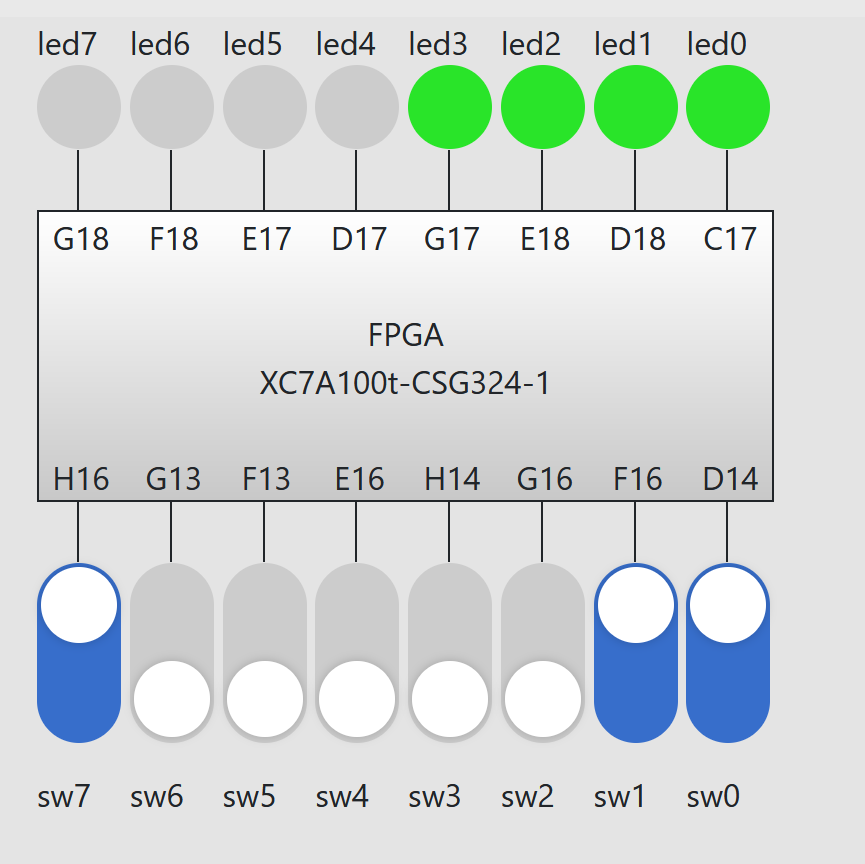 led7 led6 led5 led4 led3 led2 led1 led0
G18 F18 E17 D17 G17 E18 D18 C17
FPGA
XC7A100t-CSG324-1
H16 G13 F13 E16 H14 G16 F16 D14
sw7 sw6 sw5 sw4 sw3 sw2 sw1 sw0